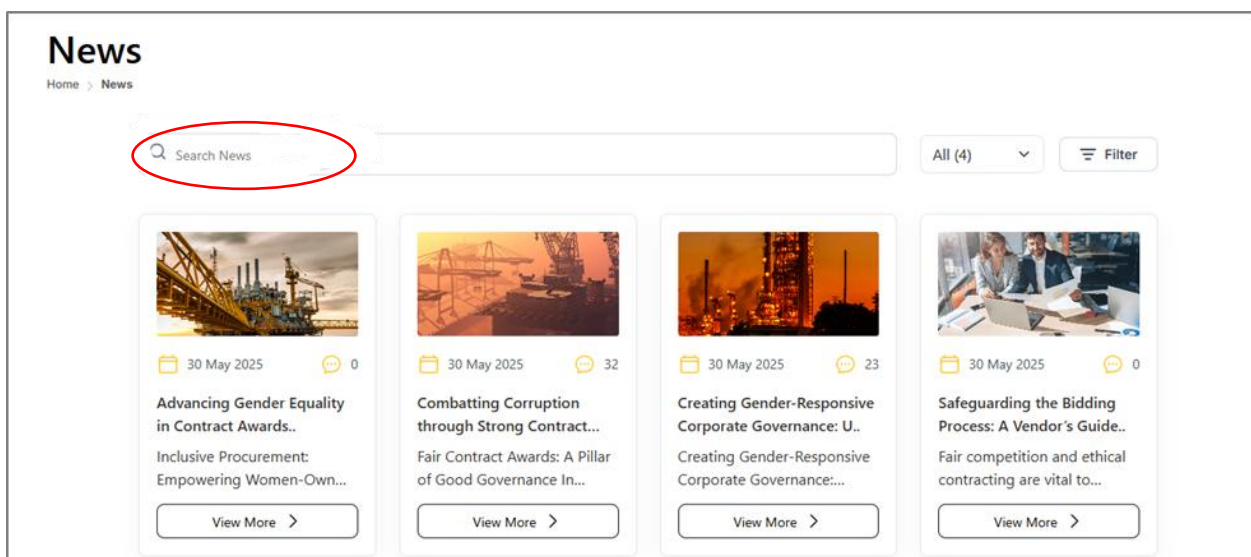 News
Home > News
Search News
All (4)
Filter
30 May 2025
0
Advancing Gender Equality
in Contract Awards..
Inclusive Procurement:
Empowering Women-Own...
View More >
30 May 2025
32
Combatting Corruption
through Strong Contract...
Fair Contract Awards: A Pillar
of Good Governance In...
View More >
30 May 2025
23
Creating Gender-Responsive
Corporate Governance: U..
Creating Gender-Responsive
Corporate Governance:...
View More >
30 May 2025
0
Safeguarding the Bidding
Process: A Vendor's Guide..
Fair competition and ethical
contracting are vital to...
View More >